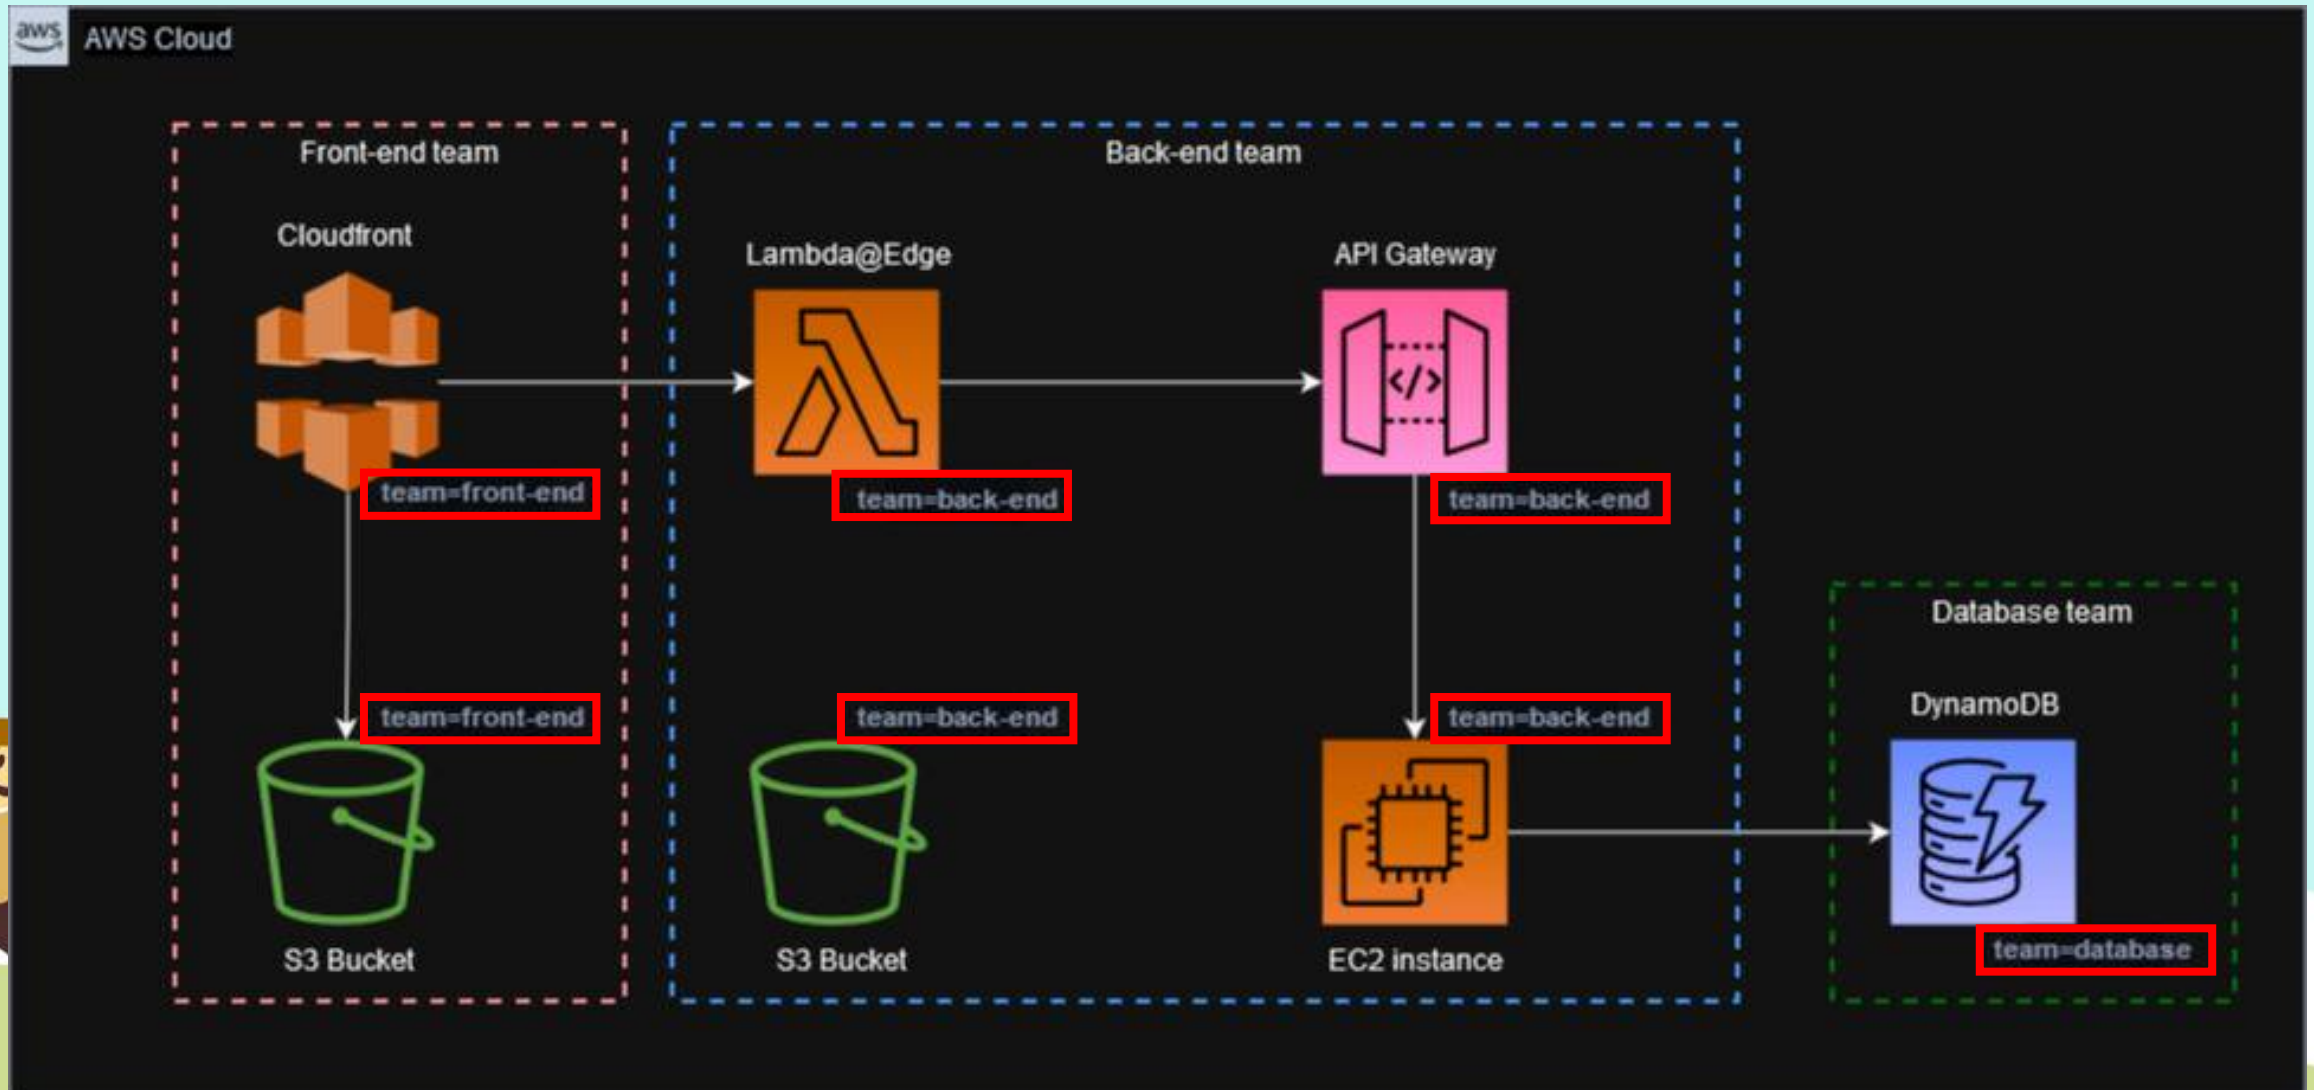 aws
AWS Cloud
Front-end team
Back-end team
Cloudfront
Lambda@Edge
API Gateway
</>
team=front-end
team=back-end
team=back-end
Database team
DynamoDB
team=front-end
team=back-end
team=back-end
S3 Bucket
S3 Bucket
EC2 instance
team=database